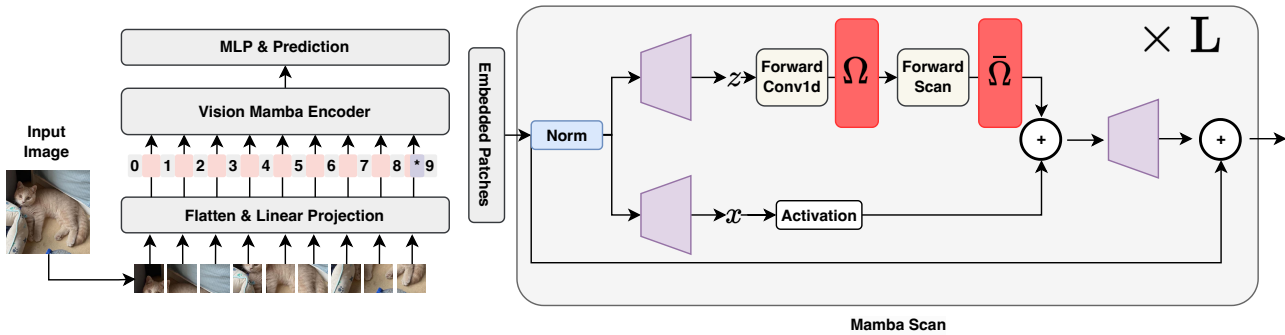 MLP & Prediction
Vision Mamba Encoder
0 1 2 3 4 5 6 7 8 * 9
Flatten & Linear Projection
Input
Image
Embedded Patches
Norm
z
Forward
Conv1d
Ω
Forward
Scan
Ω̄
× L
+
+
x
Activation
Mamba Scan